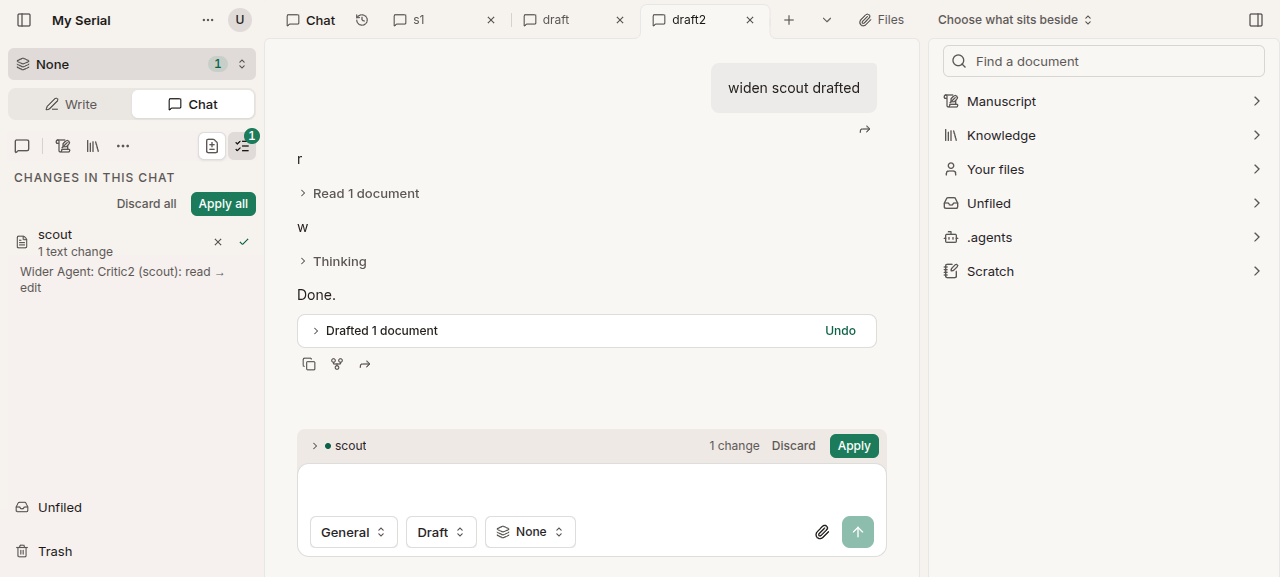 My Serial
U
Chat
s1
draft
draft2
Files
Choose what sits beside
None
1
Write
Chat
1
CHANGES IN THIS CHAT
Discard all
Apply all
scout
1 text change
Wider Agent: Critic2 (scout): read →
edit
Unfiled
Trash
widen scout drafted
r
Read 1 document
w
Thinking
Done.
Drafted 1 document
Undo
scout
1 change
Discard
Apply
General
Draft
None
Find a document
Manuscript
Knowledge
Your files
Unfiled
.agents
Scratch